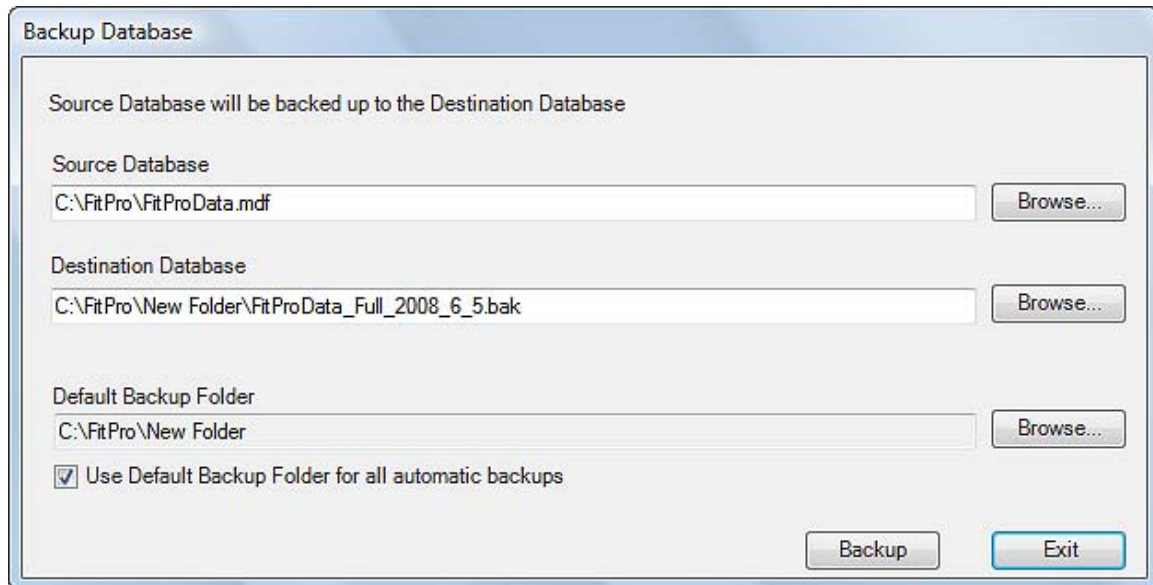 Backup Database
Source Database will be backed up to the Destination Database
Source Database
C:\FitPro\FitProData.mdf
Browse...
Destination Database
C:\FitPro\New Folder\FitProData_Full_2008_6_5.bak
Browse...
Default Backup Folder
C:\FitPro\New Folder
Browse...
Use Default Backup Folder for all automatic backups
Backup
Exit